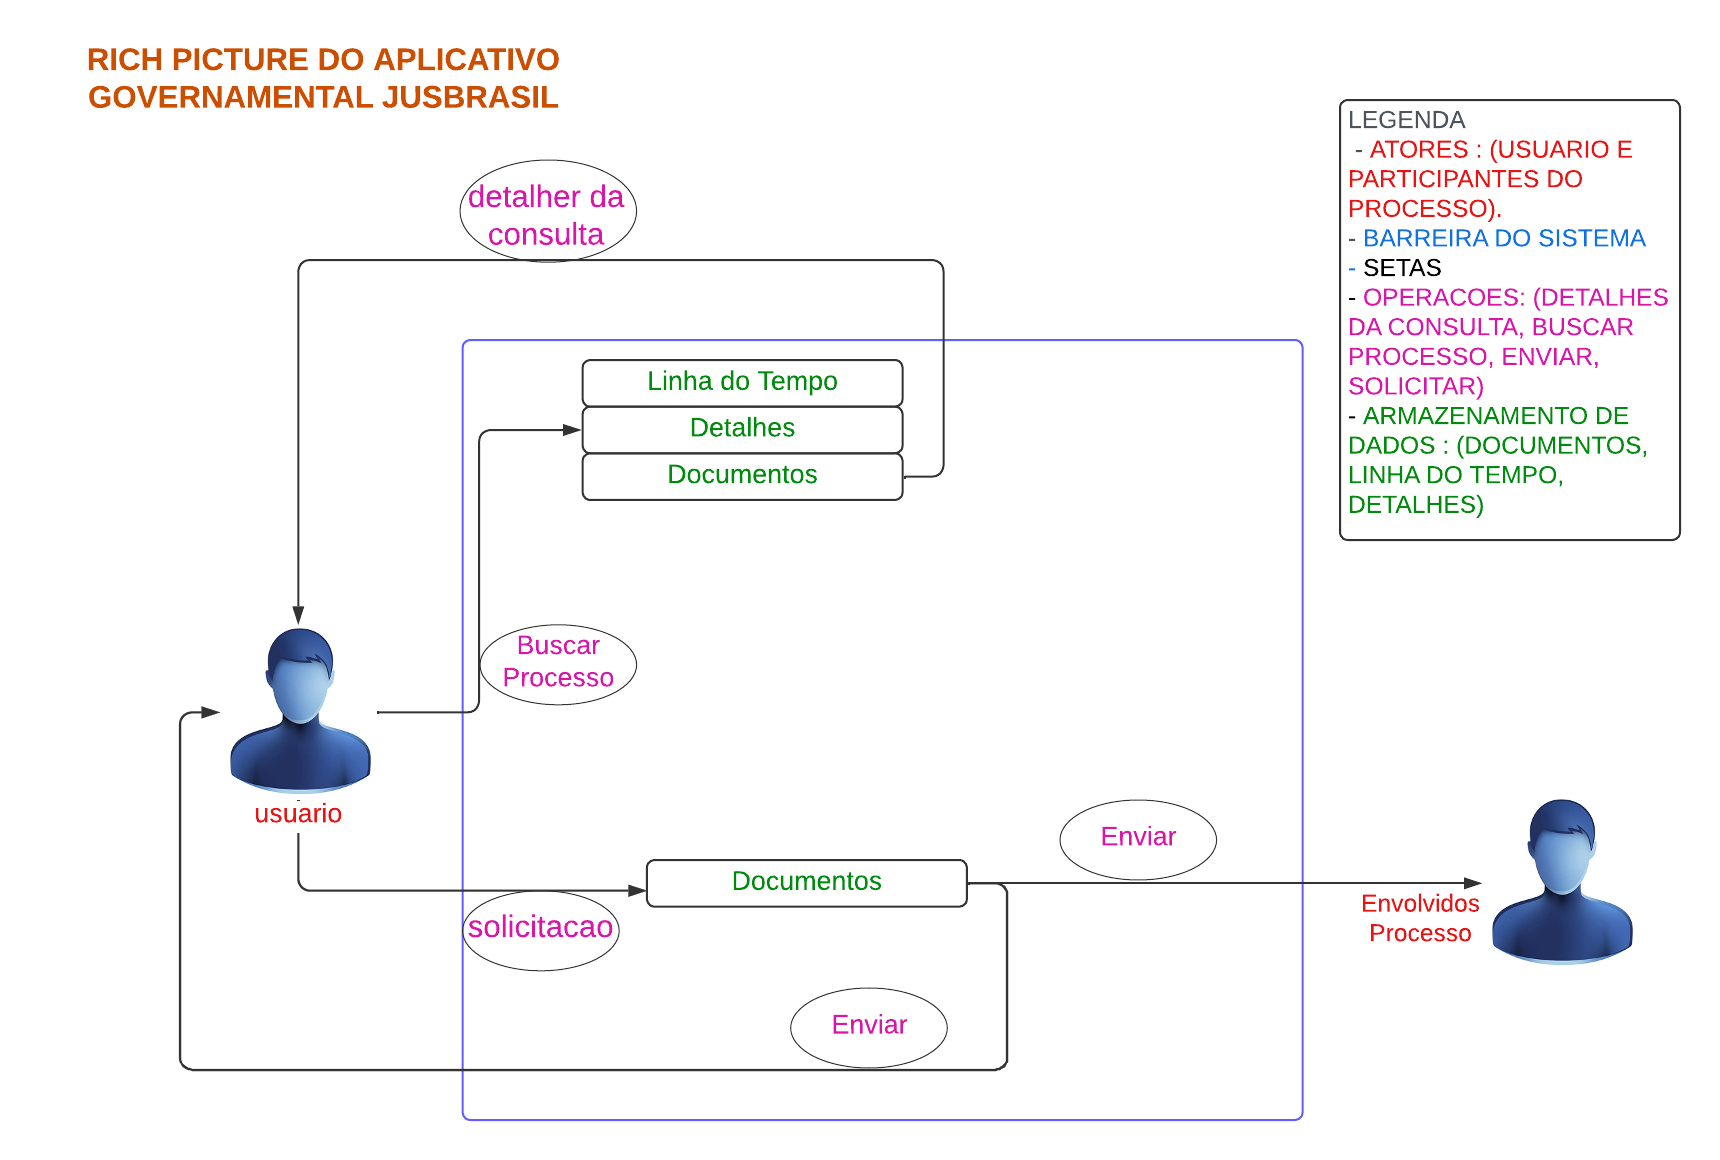 RICH PICTURE DO APLICATIVO
GOVERNAMENTAL JUSBRASIL
LEGENDA
- ATORES : (USUARIO E
PARTICIPANTES DO
PROCESSO).
- BARREIRA DO SISTEMA
- SETAS
- OPERACOES: (DETALHES
DA CONSULTA, BUSCAR
PROCESSO, ENVIAR,
SOLICITAR)
- ARMAZENAMENTO DE
DADOS : (DOCUMENTOS,
LINHA DO TEMPO,
DETALHES)
detalher da
consulta
Linha do Tempo
Detalhes
Documentos
Buscar
Processo
usuario
Enviar
Documentos
Envolvidos
Processo
solicitacao
Enviar